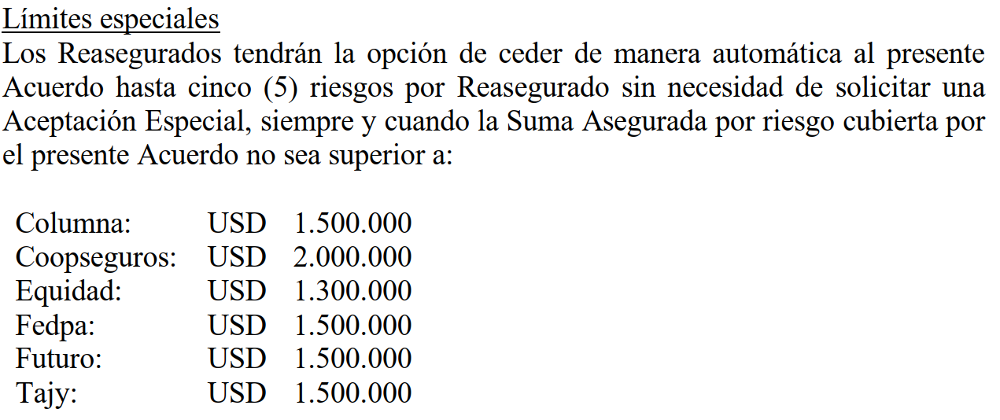 Límites especiales
Los Reasegurados tendrán la opción de ceder de manera automática al presente
Acuerdo hasta cinco (5) riesgos por Reasegurado sin necesidad de solicitar una
Aceptación Especial, siempre y cuando la Suma Asegurada por riesgo cubierta por
el presente Acuerdo no sea superior a:
Columna: USD 1.500.000
Coopseguros: USD 2.000.000
Equidad: USD 1.300.000
Fedpa: USD 1.500.000
Futuro: USD 1.500.000
Tajy: USD 1.500.000